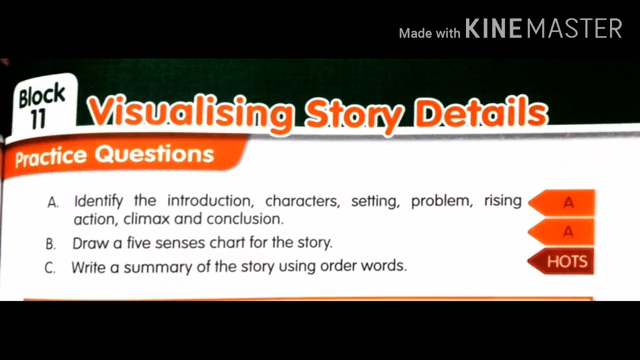 Made with KINEMASTER
Block
11
Visualising Story Details
Practice Questions
A. Identify the introduction, characters, setting, problem, rising A
action, climax and conclusion.
B. Draw a five senses chart for the story. A
C. Write a summary of the story using order words. HOTS